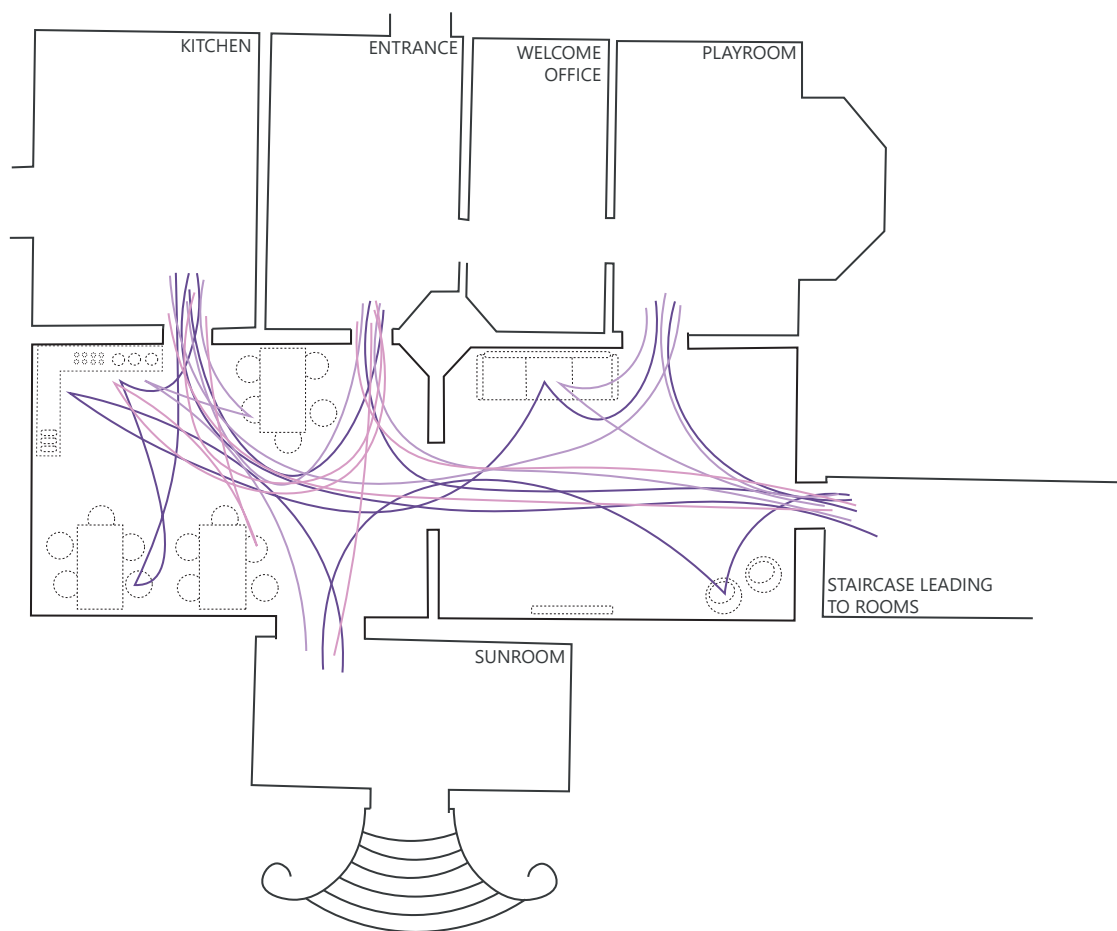 KITCHEN
ENTRANCE
WELCOME
OFFICE
PLAYROOM
STAIRCASE LEADING
TO ROOMS
SUNROOM